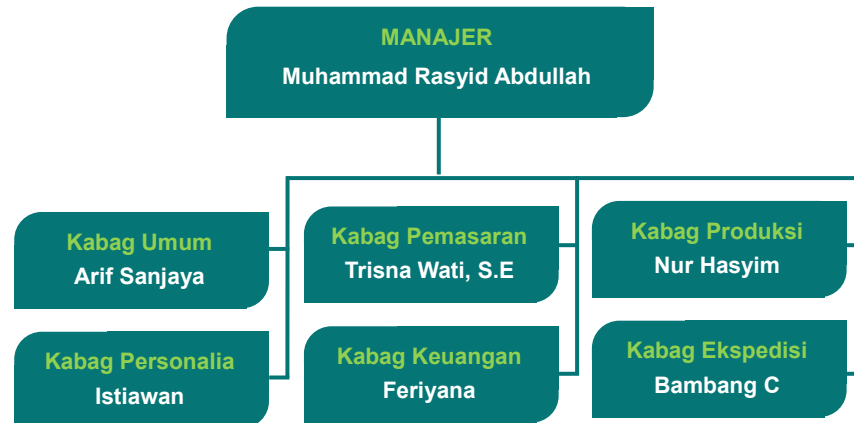 MANAJER
Muhammad Rasyid Abdullah
Kabag Umum
Arif Sanjaya
Kabag Pemasaran
Trisna Wati, S.E
Kabag Produksi
Nur Hasyim
Kabag Personalia
Istiawan
Kabag Keuangan
Feriyana
Kabag Ekspedisi
Bambang C